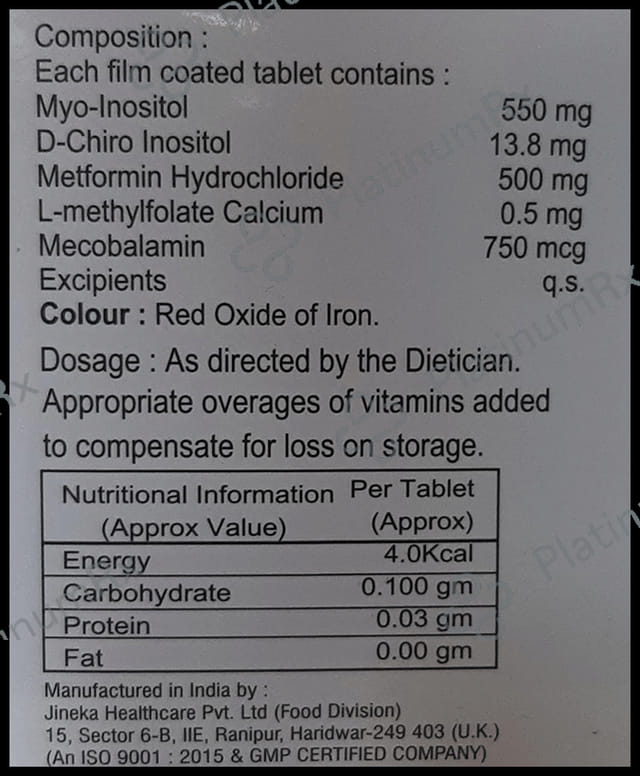 Composition :
Each film coated tablet contains :
Myo-Inositol 550 mg
D-Chiro Inositol 13.8 mg
Metformin Hydrochloride 500 mg
L-methylfolate Calcium 0.5 mg
Mecobalamin 750 mcg
Excipients q.s.
Colour : Red Oxide of Iron.
Dosage : As directed by the Dietician.
Appropriate overages of vitamins added
to compensate for loss on storage.
Nutritional Information Per Tablet
(Approx Value) (Approx)
Energy 4.0Kcal
Carbohydrate 0.100 gm
Protein 0.03 gm
Fat 0.00 gm
Manufactured in India by :
Jineka Healthcare Pvt. Ltd (Food Division)
15, Sector 6-B, IIE, Ranipur, Haridwar-249 403 (U.K.)
(An ISO 9001 : 2015 & GMP CERTIFIED COMPANY)
PlatinumRx